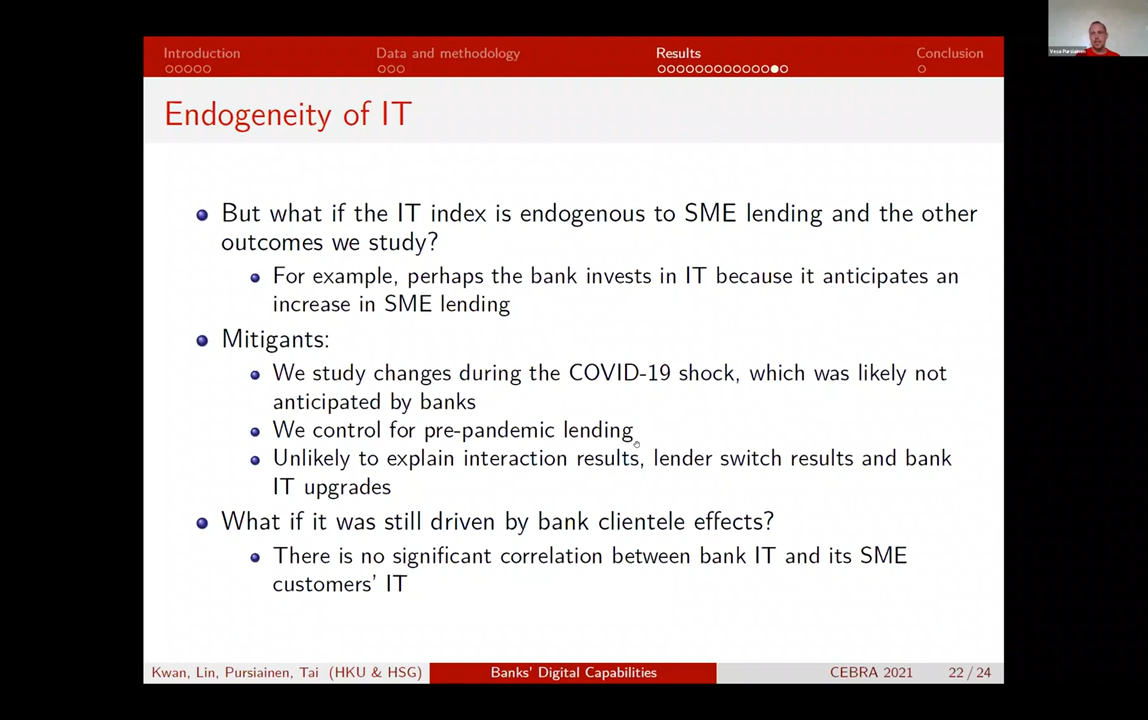 Introduction Data and methodology Results Conclusion
Endogeneity of IT
But what if the IT index is endogenous to SME lending and the other
outcomes we study?
For example, perhaps the bank invests in IT because it anticipates an
increase in SME lending
Mitigants:
We study changes during the COVID-19 shock, which was likely not
anticipated by banks
We control for pre-pandemic lending
Unlikely to explain interaction results, lender switch results and bank
IT upgrades
What if it was still driven by bank clientele effects?
There is no significant correlation between bank IT and its SME
customers' IT
Kwan, Lin, Pursiainen, Tai (HKU & HSG) Banks' Digital Capabilities CEBRA 2021 22 / 24
Vesa Pursiainen